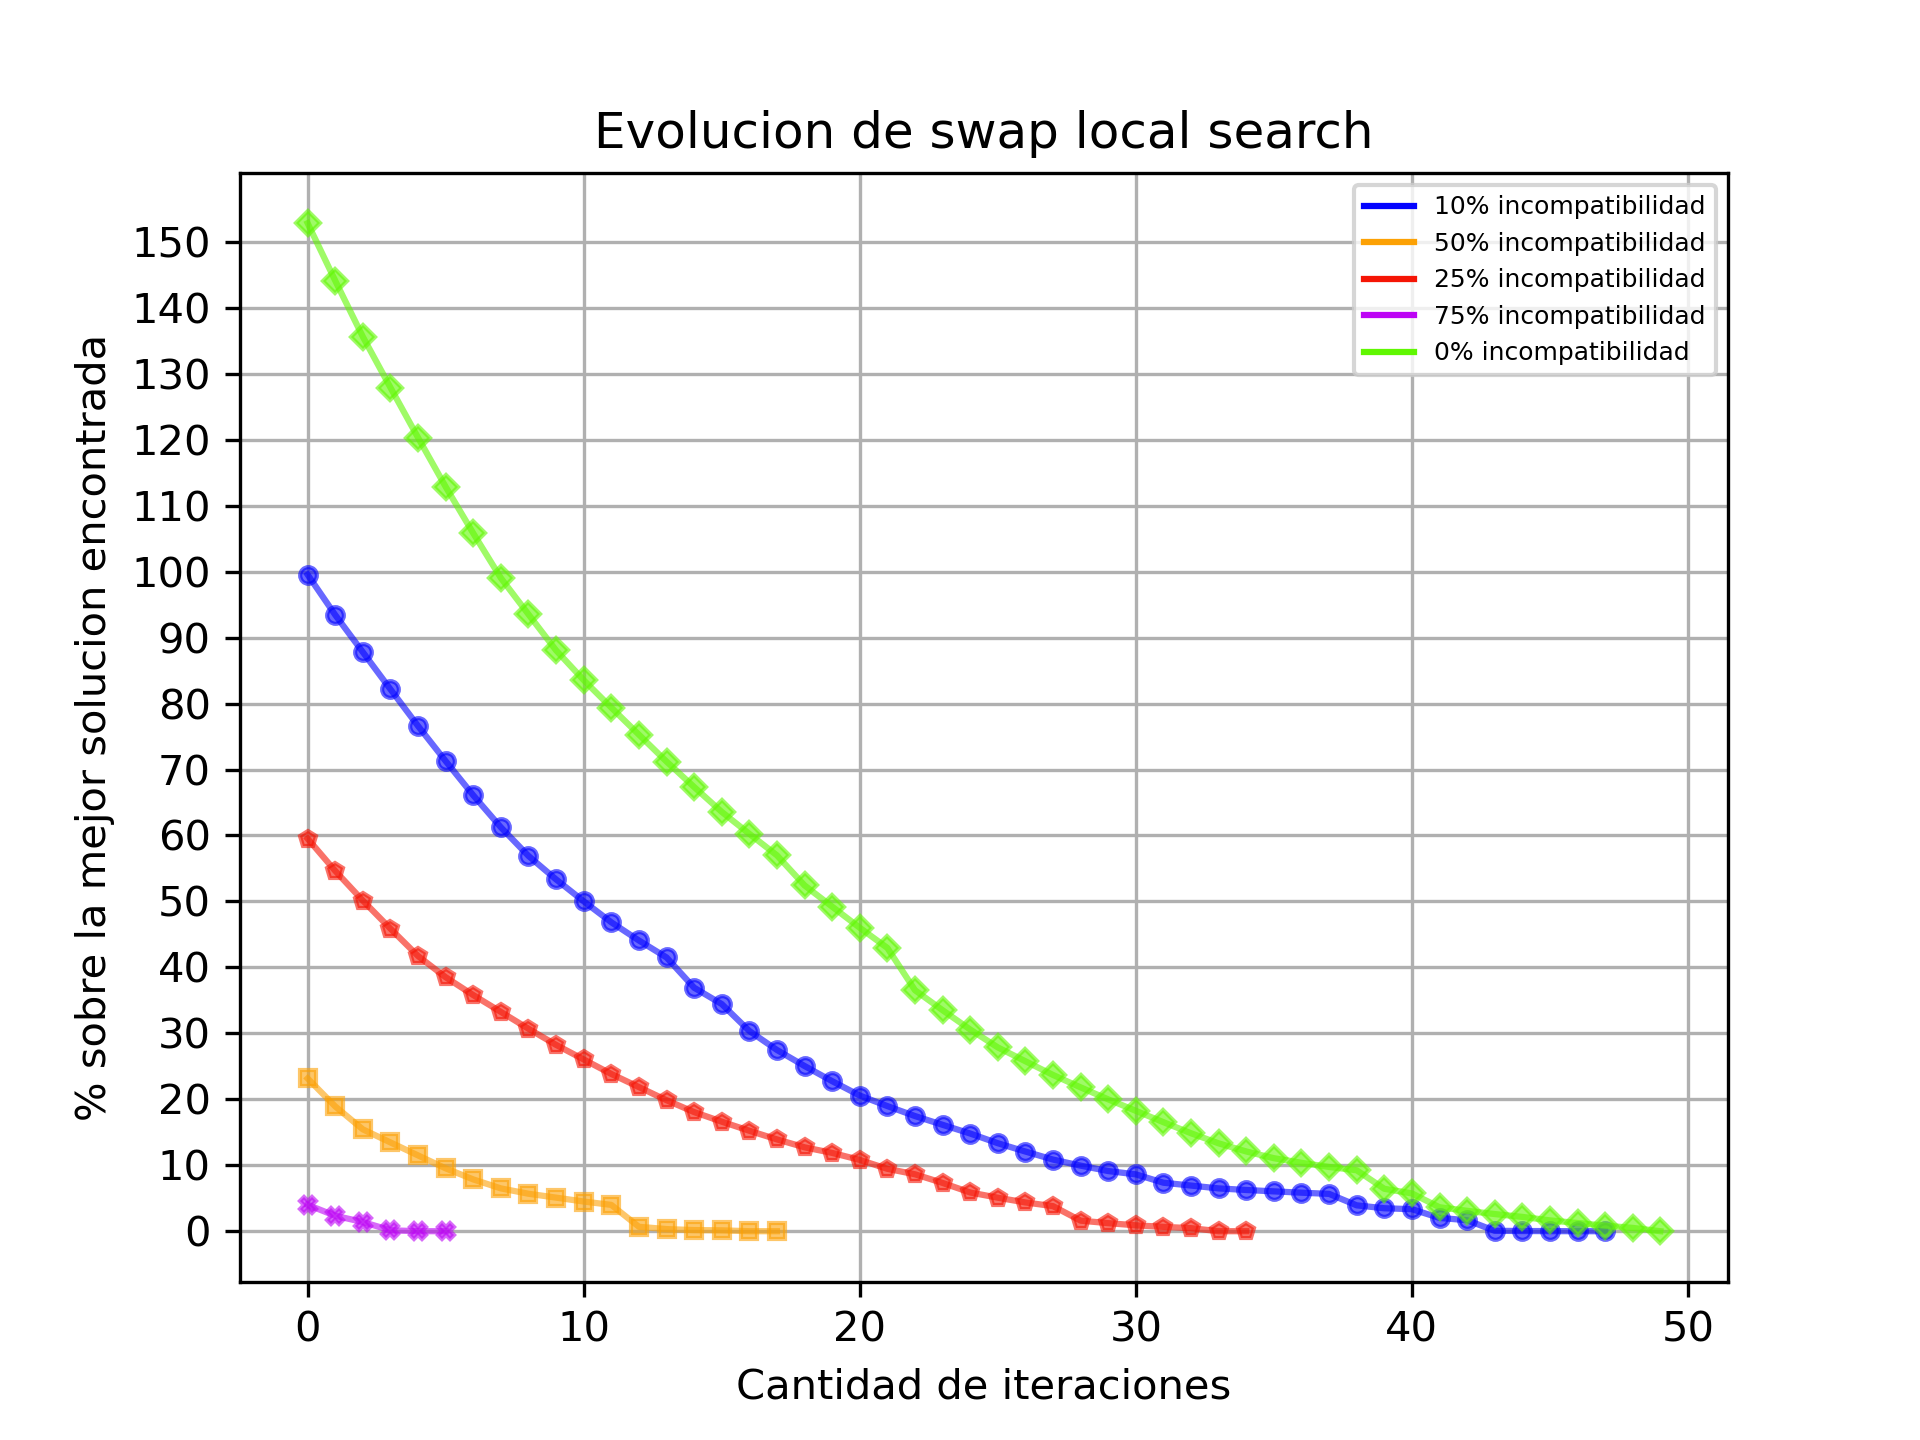 Evolucion de swap local search
% sobre la mejor solucion encontrada
150
140
130
120
110
100
90
80
70
60
50
40
30
20
10
0
10% incompatibilidad
50% incompatibilidad
25% incompatibilidad
75% incompatibilidad
0% incompatibilidad
0 10 20 30 40 50
Cantidad de iteraciones